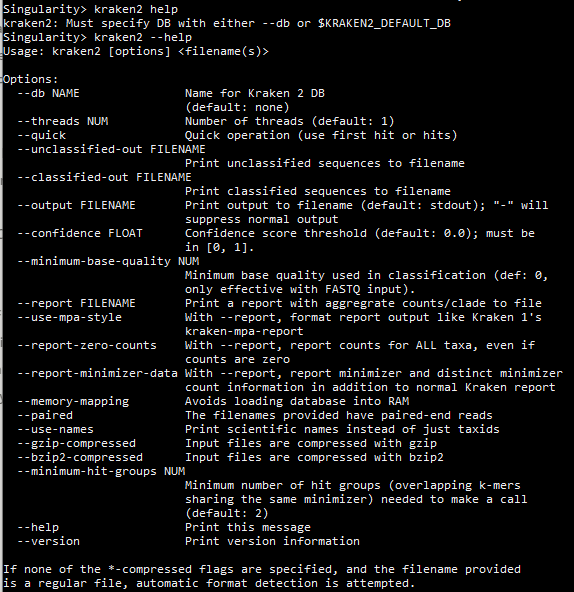 Singularity> kraken2 help
kraken2: Must specify DB with either --db or $KRAKEN2_DEFAULT_DB
Singularity> kraken2 --help
Usage: kraken2 [options] <filename(s)>

Options:
  --db NAME               Name for Kraken 2 DB
                          (default: none)
  --threads NUM           Number of threads (default: 1)
  --quick                 Quick operation (use first hit or hits)
  --unclassified-out FILENAME
                          Print unclassified sequences to filename
  --classified-out FILENAME
                          Print classified sequences to filename
  --output FILENAME       Print output to filename (default: stdout); "-" will
                          suppress normal output
  --confidence FLOAT      Confidence score threshold (default: 0.0); must be
                          in [0, 1].
  --minimum-base-quality NUM
                          Minimum base quality used in classification (def: 0,
                          only effective with FASTQ input).
  --report FILENAME       Print a report with aggregrate counts/clade to file
  --use-mpa-style         With --report, format report output like Kraken 1's
                          kraken-mpa-report
  --report-zero-counts    With --report, report counts for ALL taxa, even if
                          counts are zero
  --report-minimizer-data With --report, report minimizer and distinct minimizer
                          count information in addition to normal Kraken report
  --memory-mapping        Avoids loading database into RAM
  --paired                The filenames provided have paired-end reads
  --use-names             Print scientific names instead of just taxids
  --gzip-compressed       Input files are compressed with gzip
  --bzip2-compressed      Input files are compressed with bzip2
  --minimum-hit-groups NUM
                          Minimum number of hit groups (overlapping k-mers
                          sharing the same minimizer) needed to make a call
                          (default: 2)
  --help                  Print this message
  --version               Print version information

If none of the *-compressed flags are specified, and the filename provided
is a regular file, automatic format detection is attempted.